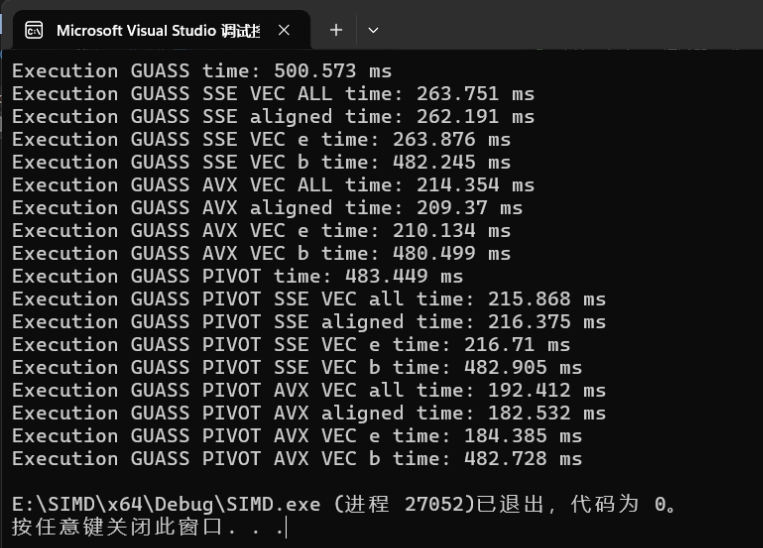 Microsoft Visual Studio 调试控
Execution GUASS time: 500.573 ms
Execution GUASS SSE VEC ALL time: 263.751 ms
Execution GUASS SSE aligned time: 262.191 ms
Execution GUASS SSE VEC e time: 263.876 ms
Execution GUASS SSE VEC b time: 482.245 ms
Execution GUASS AVX VEC ALL time: 214.354 ms
Execution GUASS AVX aligned time: 209.37 ms
Execution GUASS AVX VEC e time: 210.134 ms
Execution GUASS AVX VEC b time: 480.499 ms
Execution GUASS PIVOT time: 483.449 ms
Execution GUASS PIVOT SSE VEC all time: 215.868 ms
Execution GUASS PIVOT SSE aligned time: 216.375 ms
Execution GUASS PIVOT SSE VEC e time: 216.71 ms
Execution GUASS PIVOT SSE VEC b time: 482.905 ms
Execution GUASS PIVOT AVX VEC all time: 192.412 ms
Execution GUASS PIVOT AVX aligned time: 182.532 ms
Execution GUASS PIVOT AVX VEC e time: 184.385 ms
Execution GUASS PIVOT AVX VEC b time: 482.728 ms
E:\SIMD\x64\Debug\SIMD.exe (进程 27052)已退出，代码为 0。
按任意键关闭此窗口. . .